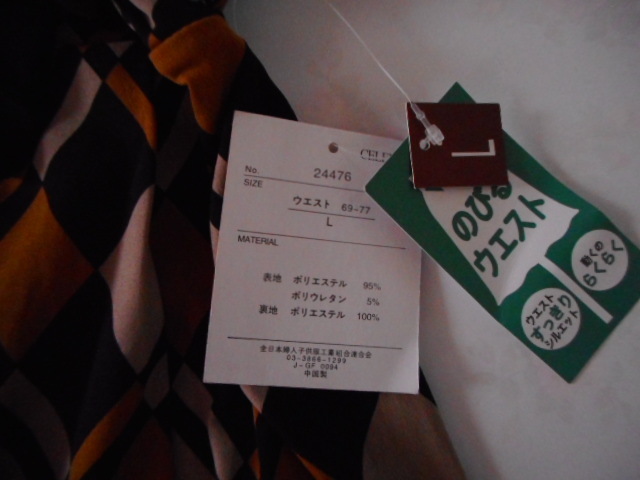 No. 24476
SIZE
ウエスト 69-77
L
MATERIAL
表地 ポリエステル 95%
ポリウレタン 5%
裏地 ポリエステル 100%
全日本婦人子供服工業組合連合会
03-3866-1299
J-GF 0094
中国製
L
のびる
ウエスト
動くの
らくらく
ウエスト
すっきり
シルエット